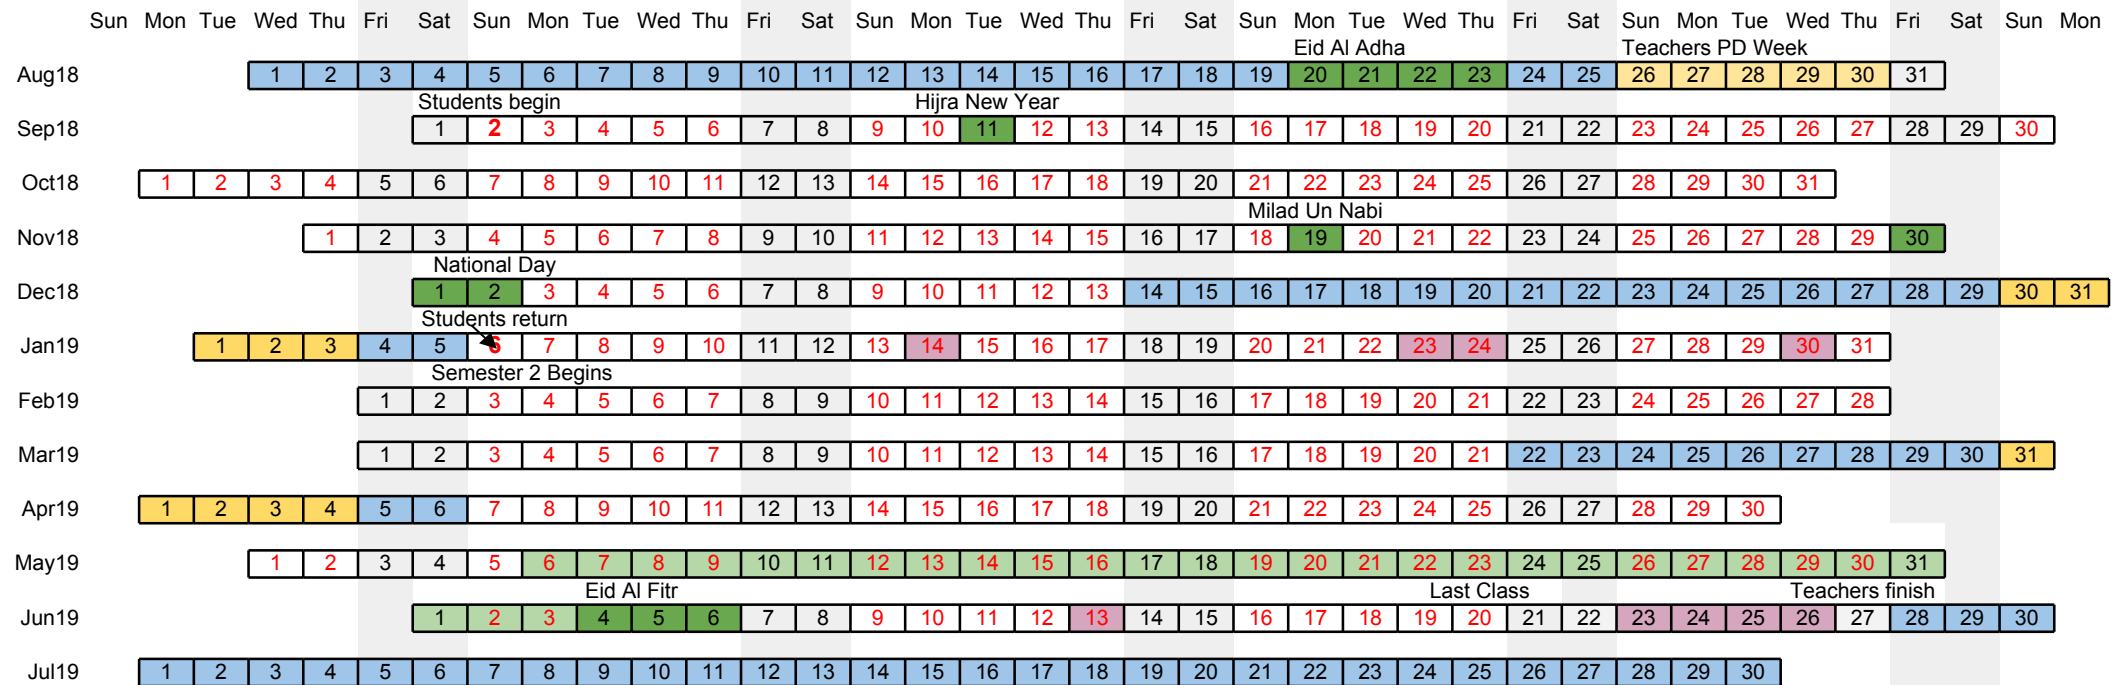 Sun Mon Tue Wed Thu Fri Sat Sun Mon Tue Wed Thu Fri Sat Sun Mon Tue Wed Thu Fri Sat Sun Mon Tue Wed Thu Fri Sat Sun Mon Tue Wed Thu Fri Sat Sun Mon
Eid Al Adha Teachers PD Week
Aug18 1 2 3 4 5 6 7 8 9 10 11 12 13 14 15 16 17 18 19 20 21 22 23 24 25 26 27 28 29 30 31
Students begin Hijra New Year
Sep18 1 2 3 4 5 6 7 8 9 10 11 12 13 14 15 16 17 18 19 20 21 22 23 24 25 26 27 28 29 30
Oct18 1 2 3 4 5 6 7 8 9 10 11 12 13 14 15 16 17 18 19 20 21 22 23 24 25 26 27 28 29 30 31
Milad Un Nabi
Nov18 1 2 3 4 5 6 7 8 9 10 11 12 13 14 15 16 17 18 19 20 21 22 23 24 25 26 27 28 29 30
National Day
Dec18 1 2 3 4 5 6 7 8 9 10 11 12 13 14 15 16 17 18 19 20 21 22 23 24 25 26 27 28 29 30 31
Students return
Jan19 1 2 3 4 5 6 7 8 9 10 11 12 13 14 15 16 17 18 19 20 21 22 23 24 25 26 27 28 29 30 31
Semester 2 Begins
Feb19 1 2 3 4 5 6 7 8 9 10 11 12 13 14 15 16 17 18 19 20 21 22 23 24 25 26 27 28
Mar19 1 2 3 4 5 6 7 8 9 10 11 12 13 14 15 16 17 18 19 20 21 22 23 24 25 26 27 28 29 30 31
Apr19 1 2 3 4 5 6 7 8 9 10 11 12 13 14 15 16 17 18 19 20 21 22 23 24 25 26 27 28 29 30
May19 1 2 3 4 5 6 7 8 9 10 11 12 13 14 15 16 17 18 19 20 21 22 23 24 25 26 27 28 29 30 31
Eid Al Fitr Last Class Teachers finish
Jun19 1 2 3 4 5 6 7 8 9 10 11 12 13 14 15 16 17 18 19 20 21 22 23 24 25 26 27 28 29 30
Jul19 1 2 3 4 5 6 7 8 9 10 11 12 13 14 15 16 17 18 19 20 21 22 23 24 25 26 27 28 29 30